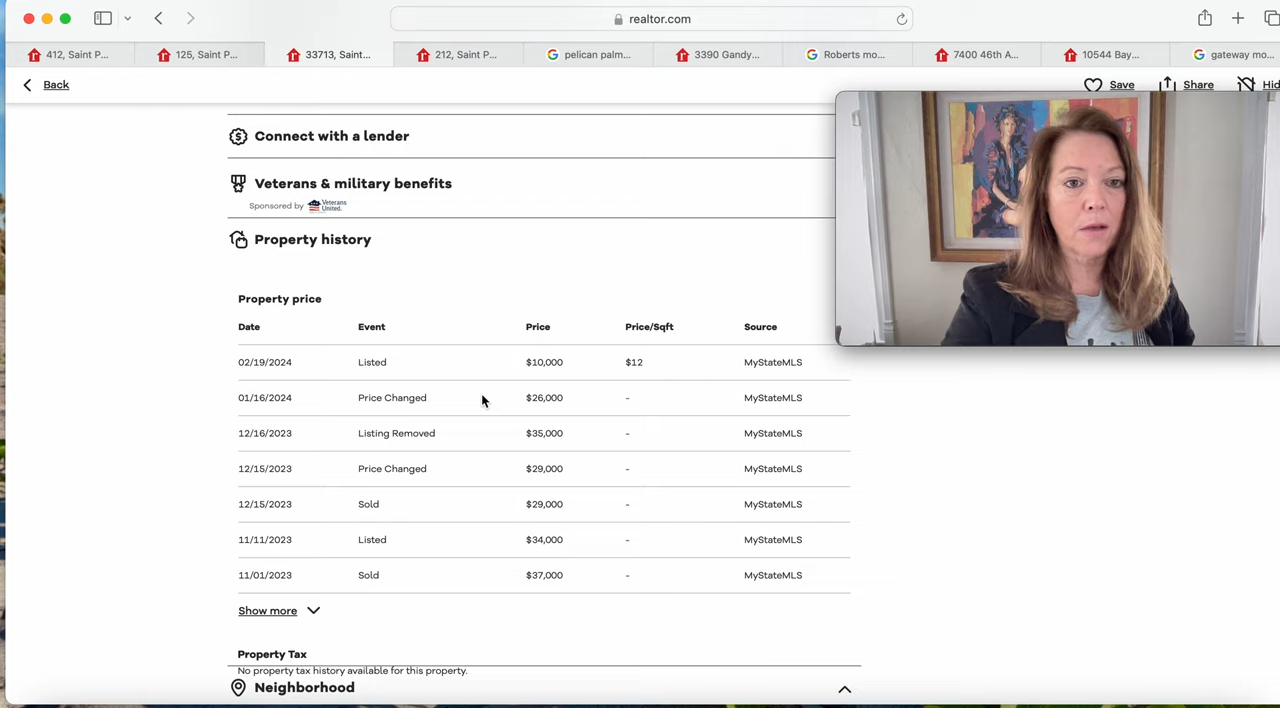 realtor.com
412, Saint P...
125, Saint P...
33713, Saint...
212, Saint P...
pelican palm...
3390 Gandy...
Roberts mo...
7400 46th A...
10544 Bay...
gateway mo...
Back
Save
Share
Hid
Connect with a lender
Veterans & military benefits
Sponsored by Veterans United.
Property history
Property price
Date Event Price Price/Sqft Source
02/19/2024 Listed $10,000 $12 MyStateMLS
01/16/2024 Price Changed $26,000 - MyStateMLS
12/16/2023 Listing Removed $35,000 - MyStateMLS
12/15/2023 Price Changed $29,000 - MyStateMLS
12/15/2023 Sold $29,000 - MyStateMLS
11/11/2023 Listed $34,000 - MyStateMLS
11/01/2023 Sold $37,000 - MyStateMLS
Show more
Property Tax
No property tax history available for this property.
Neighborhood